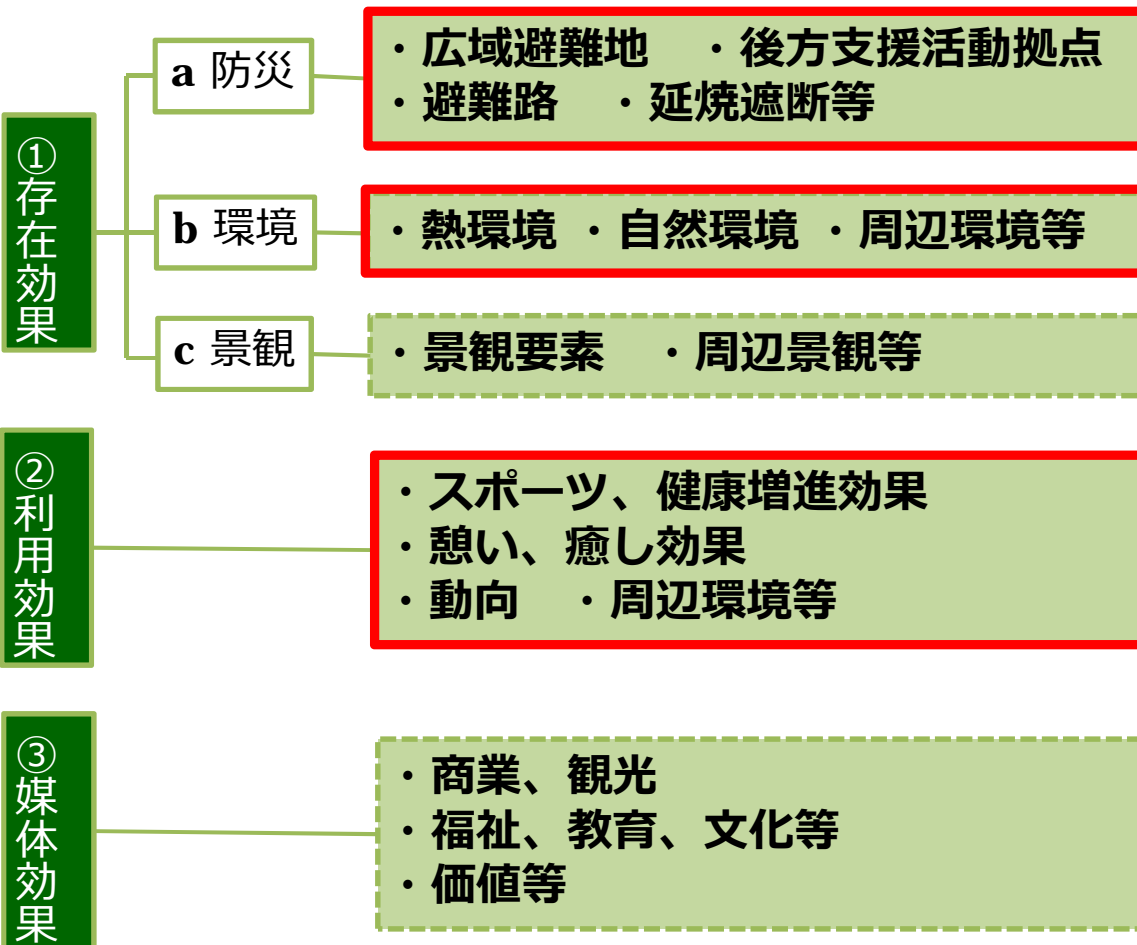 ①存在効果
a 防災
・広域避難地　・後方支援活動拠点
・避難路　・延焼遮断等
b 環境
・熱環境 ・自然環境 ・周辺環境等
c 景観
・景観要素　・周辺景観等
②利用効果
・スポーツ、健康増進効果
・憩い、癒し効果
・動向　・周辺環境等
③媒体効果
・商業、観光
・福祉、教育、文化等
・価値等